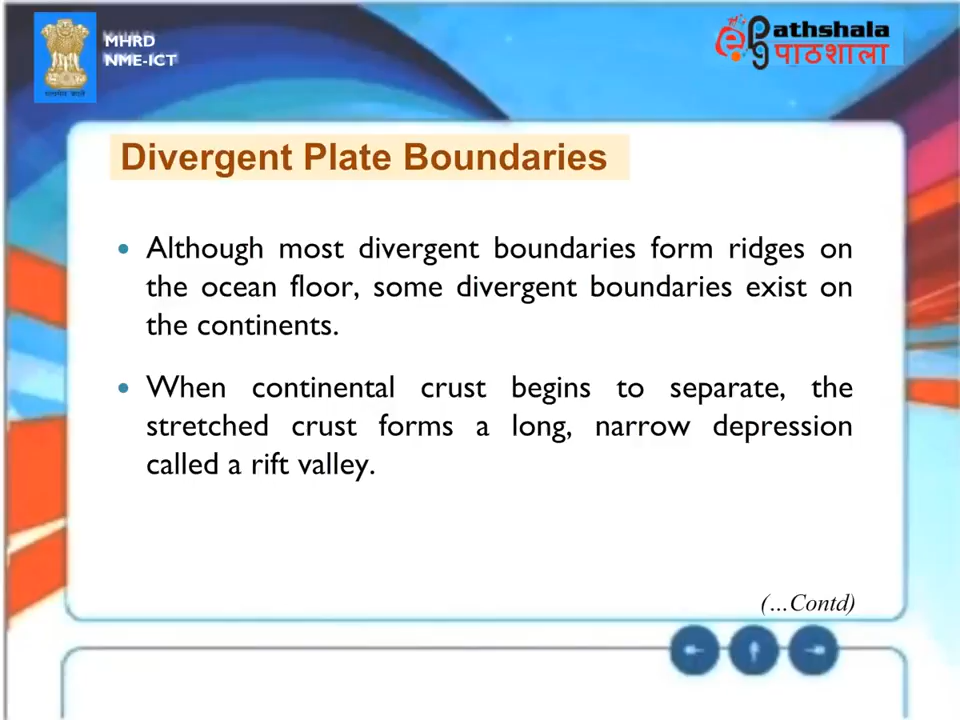 MHRD
NME-ICT
ePG athshala
पाठशाला
Divergent Plate Boundaries
• Although most divergent boundaries form ridges on
the ocean floor, some divergent boundaries exist on
the continents.
• When continental crust begins to separate, the
stretched crust forms a long, narrow depression
called a rift valley.
(...Contd)